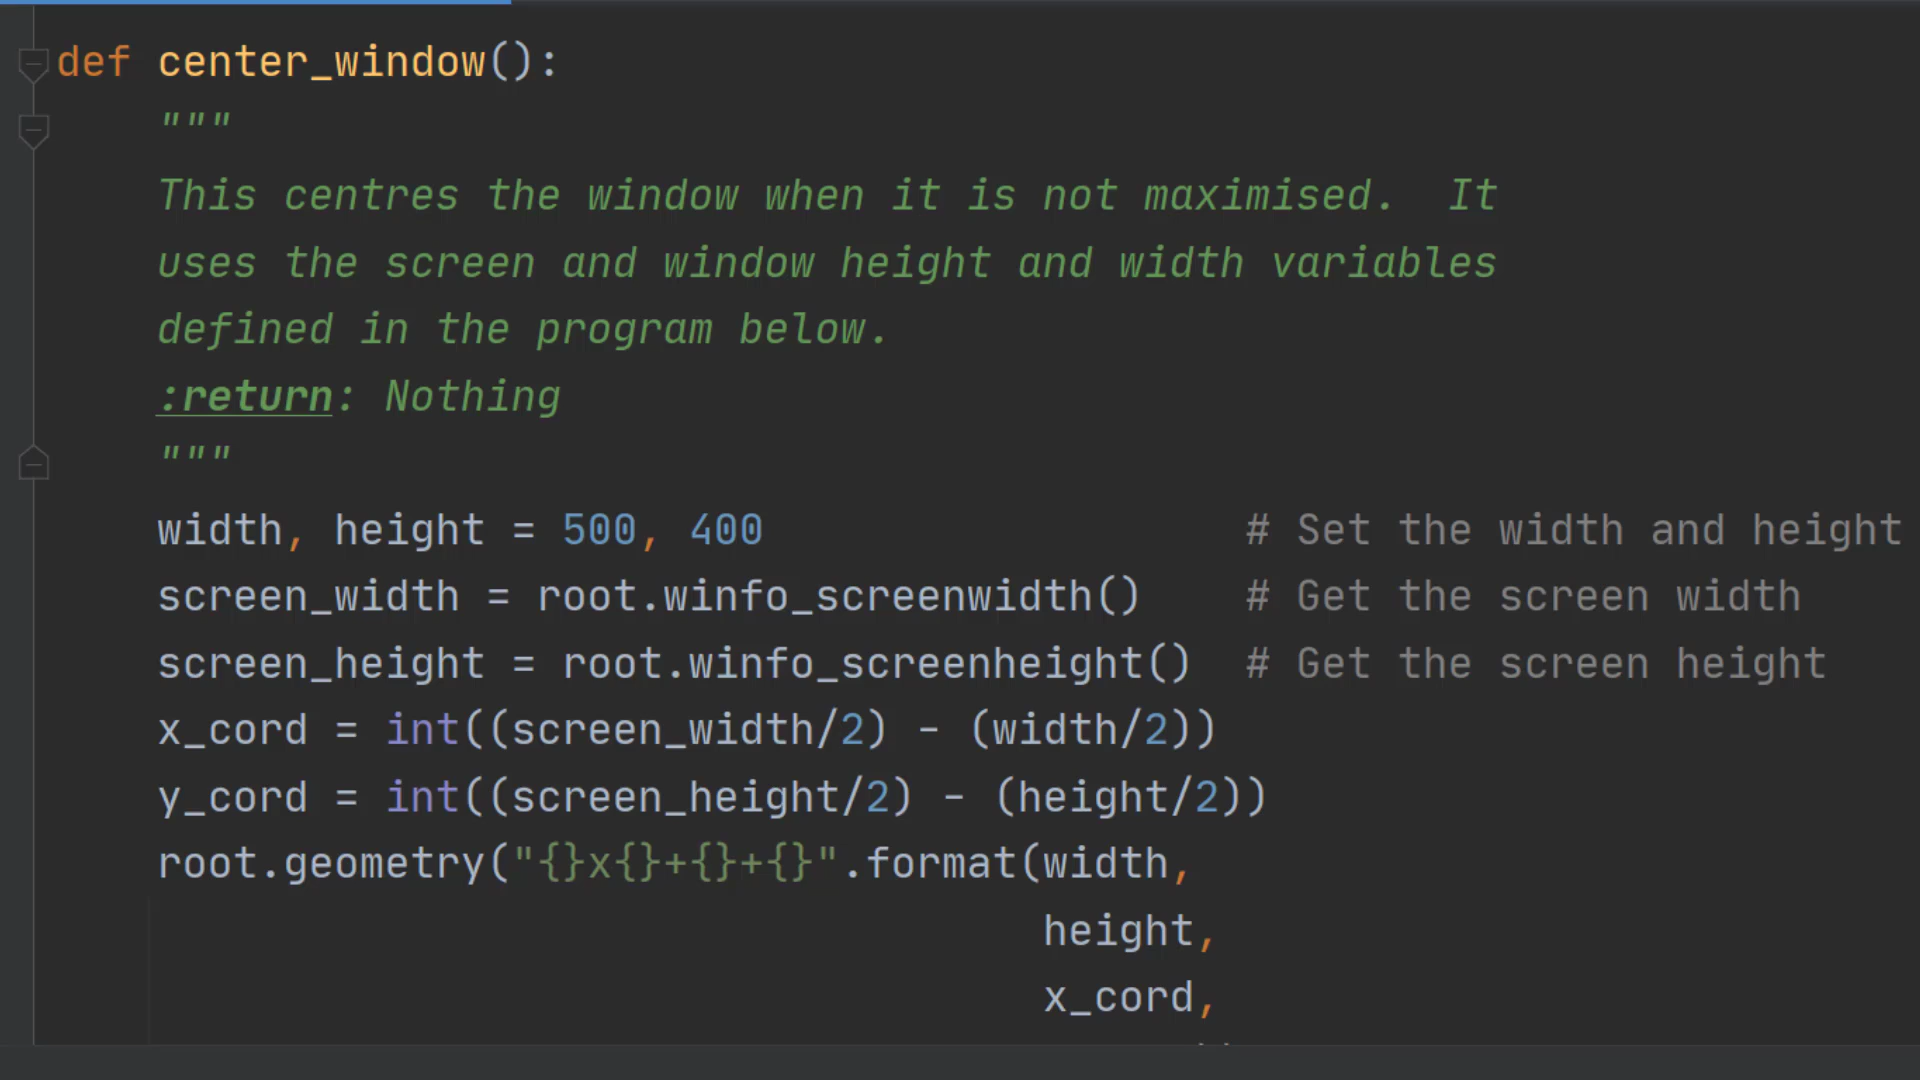 def center_window():
"""
This centres the window when it is not maximised.  It
uses the screen and window height and width variables
defined in the program below.
:return: Nothing
"""
width, height = 500, 400 # Set the width and height
screen_width = root.winfo_screenwidth() # Get the screen width
screen_height = root.winfo_screenheight() # Get the screen height
x_cord = int((screen_width/2) - (width/2))
y_cord = int((screen_height/2) - (height/2))
root.geometry("{}x{}+{}+{}".format(width,
height,
x_cord,